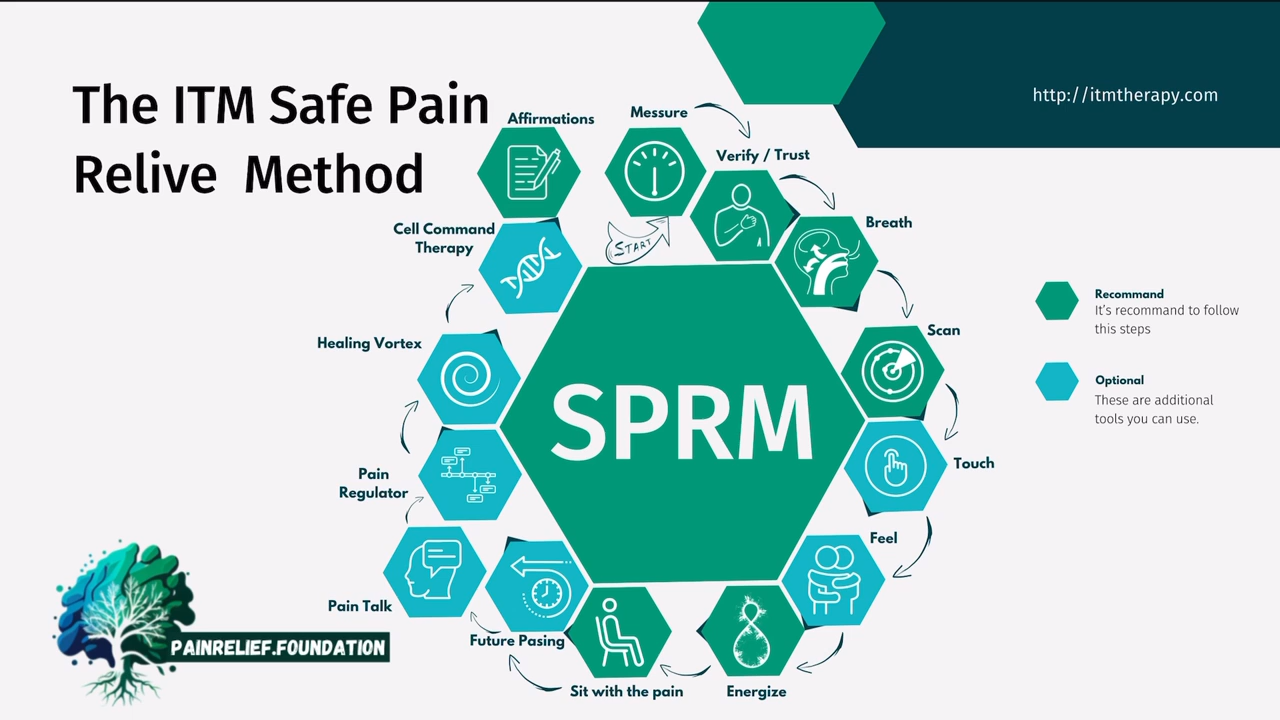 The ITM Safe Pain
Relive Method
http://itmtherapy.com
Affirmations
Messure
Verify / Trust
Breath
Scan
Touch
Feel
Energize
Sit with the pain
Future Pasing
Pain Talk
Pain
Regulator
Healing Vortex
Cell Command
Therapy
START
SPRM
Recommand
It's recommand to follow
this steps
Optional
These are additional
tools you can use.
PAINRELIEF.FOUNDATION